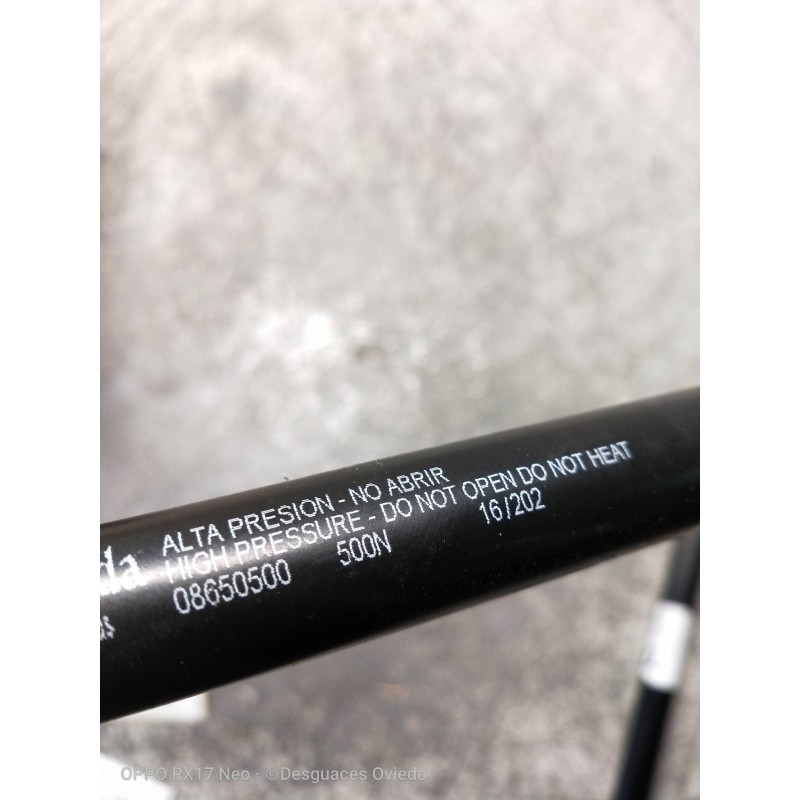 ALTA PRESION - NO ABRIR
HIGH PRESSURE - DO NOT OPEN DO NOT HEAT
08650500 500N 16/202
OPPO RX17 Neo · ©Desguaces Oviedo